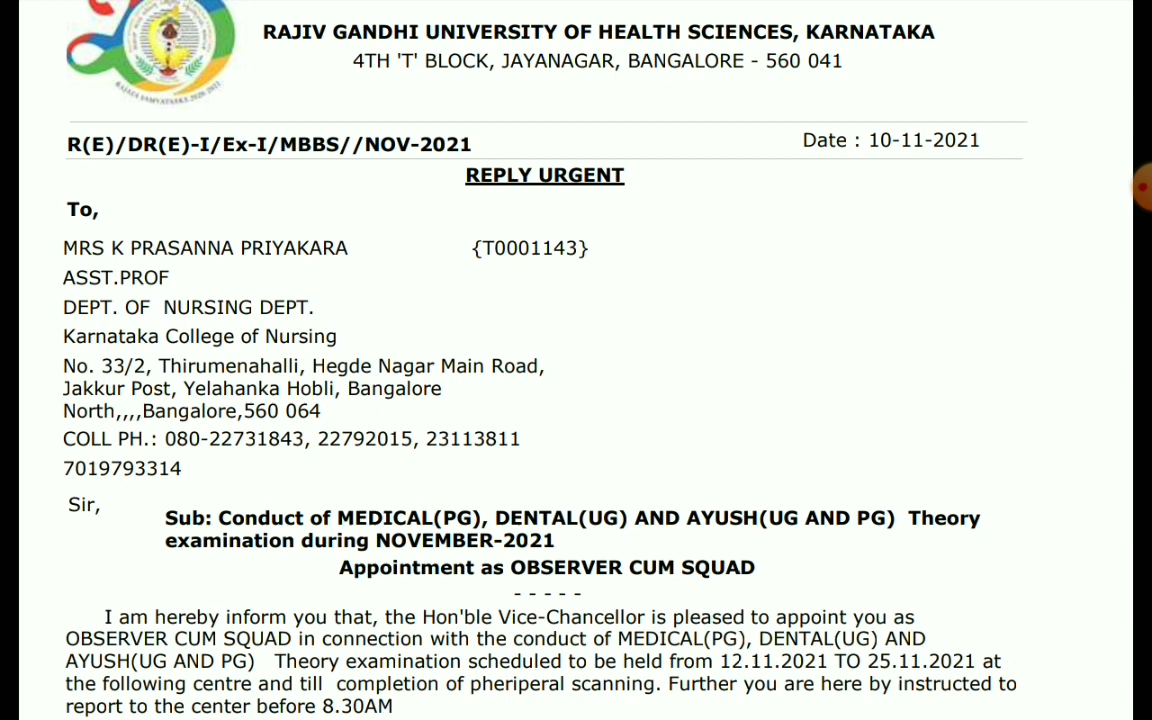 RAJIV GANDHI UNIVERSITY OF HEALTH SCIENCES, KARNATAKA
4TH 'T' BLOCK, JAYANAGAR, BANGALORE - 560 041
R(E)/DR(E)-I/Ex-I/MBBS//NOV-2021 Date : 10-11-2021
REPLY URGENT
To,
MRS K PRASANNA PRIYAKARA {T0001143}
ASST.PROF
DEPT. OF NURSING DEPT.
Karnataka College of Nursing
No. 33/2, Thirumenahalli, Hegde Nagar Main Road,
Jakkur Post, Yelahanka Hobli, Bangalore
North,,,,Bangalore,560 064
COLL PH.: 080-22731843, 22792015, 23113811
7019793314
Sir,
Sub: Conduct of MEDICAL(PG), DENTAL(UG) AND AYUSH(UG AND PG) Theory
examination during NOVEMBER-2021
Appointment as OBSERVER CUM SQUAD
- - - - -
I am hereby inform you that, the Hon'ble Vice-Chancellor is pleased to appoint you as
OBSERVER CUM SQUAD in connection with the conduct of MEDICAL(PG), DENTAL(UG) AND
AYUSH(UG AND PG) Theory examination scheduled to be held from 12.11.2021 TO 25.11.2021 at
the following centre and till completion of pheriperal scanning. Further you are here by instructed to
report to the center before 8.30AM